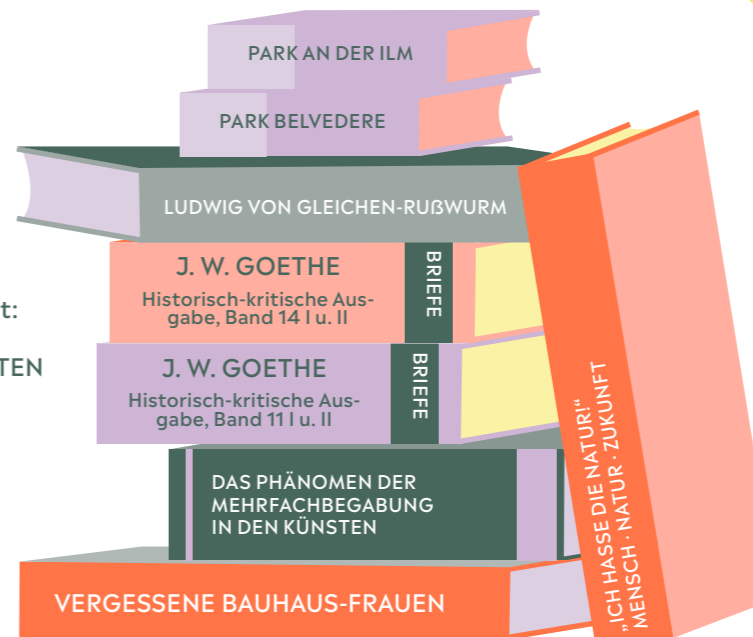 PARK AN DER ILM
PARK BELVEDERE
LUDWIG VON GLEICHEN-RUßWURM
J. W. GOETHE
Historisch-kritische Aus-
gabe, Band 14 I u. II
BRIEFE
t:
TEN
J. W. GOETHE
Historisch-kritische Aus-
gabe, Band 11 I u. II
BRIEFE
DAS PHÄNOMEN DER
MEHRFACHBEGABUNG
IN DEN KÜNSTEN
VERGESSENE BAUHAUS-FRAUEN
„ICH HASSE DIE NATUR!“
MENSCH · NATUR · ZUKUNFT